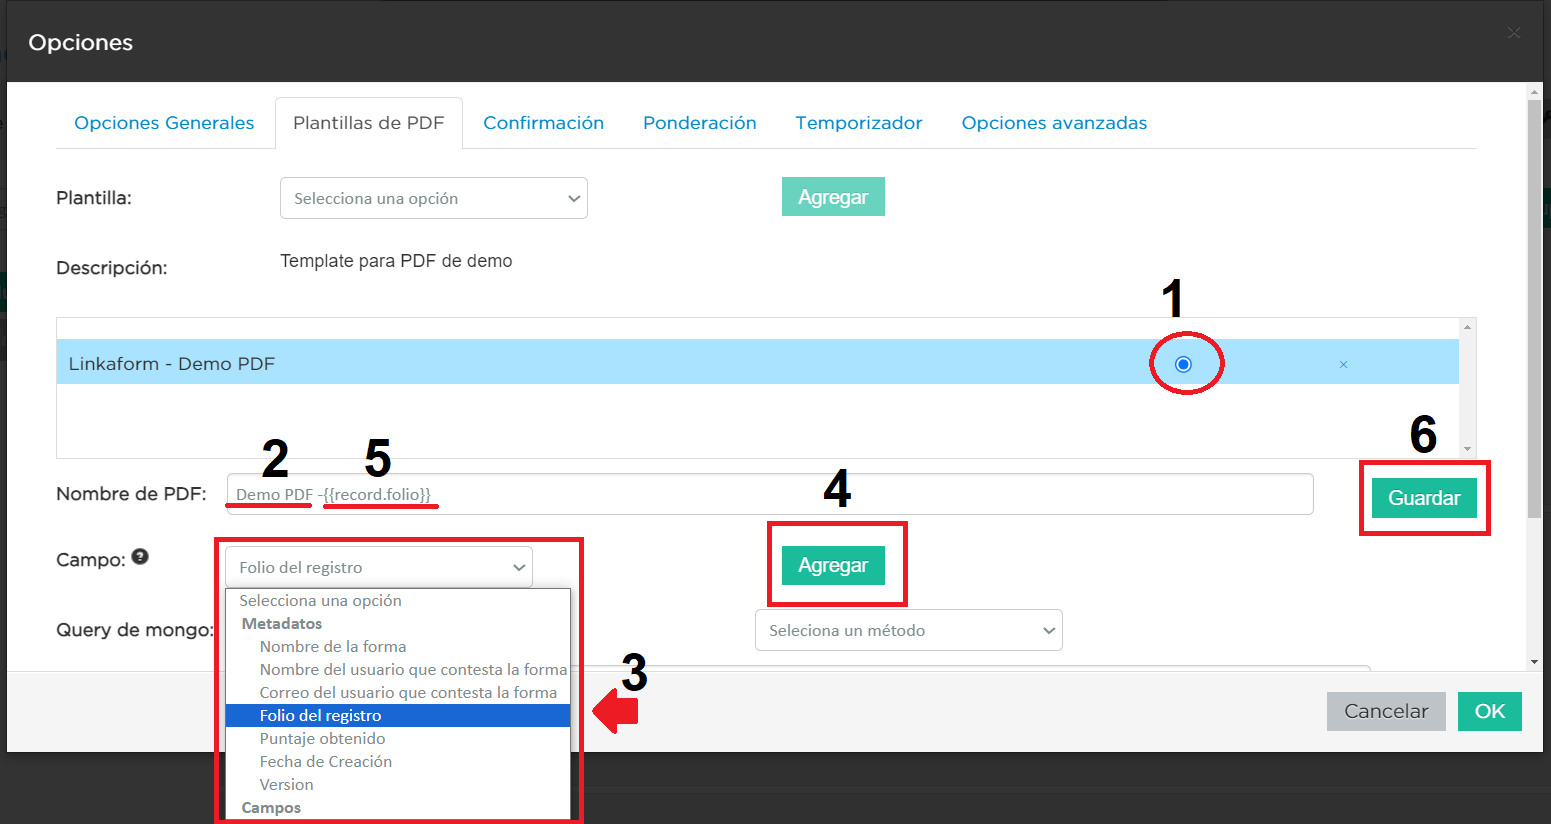 Opciones
×
Opciones Generales Plantillas de PDF Confirmación Ponderación Temporizador Opciones avanzadas
Plantilla: Selecciona una opción Agregar
Descripción: Template para PDF de demo
1
Linkaform - Demo PDF ×
2 5 4 6
Nombre de PDF: Demo PDF -{{record.folio}} Guardar
Campo: ? Folio del registro Agregar
Selecciona una opción
Metadatos
Query de mongo: Seleciona un método
Nombre de la forma
Nombre del usuario que contesta la forma
3
Correo del usuario que contesta la forma
Folio del registro
Cancelar OK
Puntaje obtenido
Fecha de Creación
Version
Campos